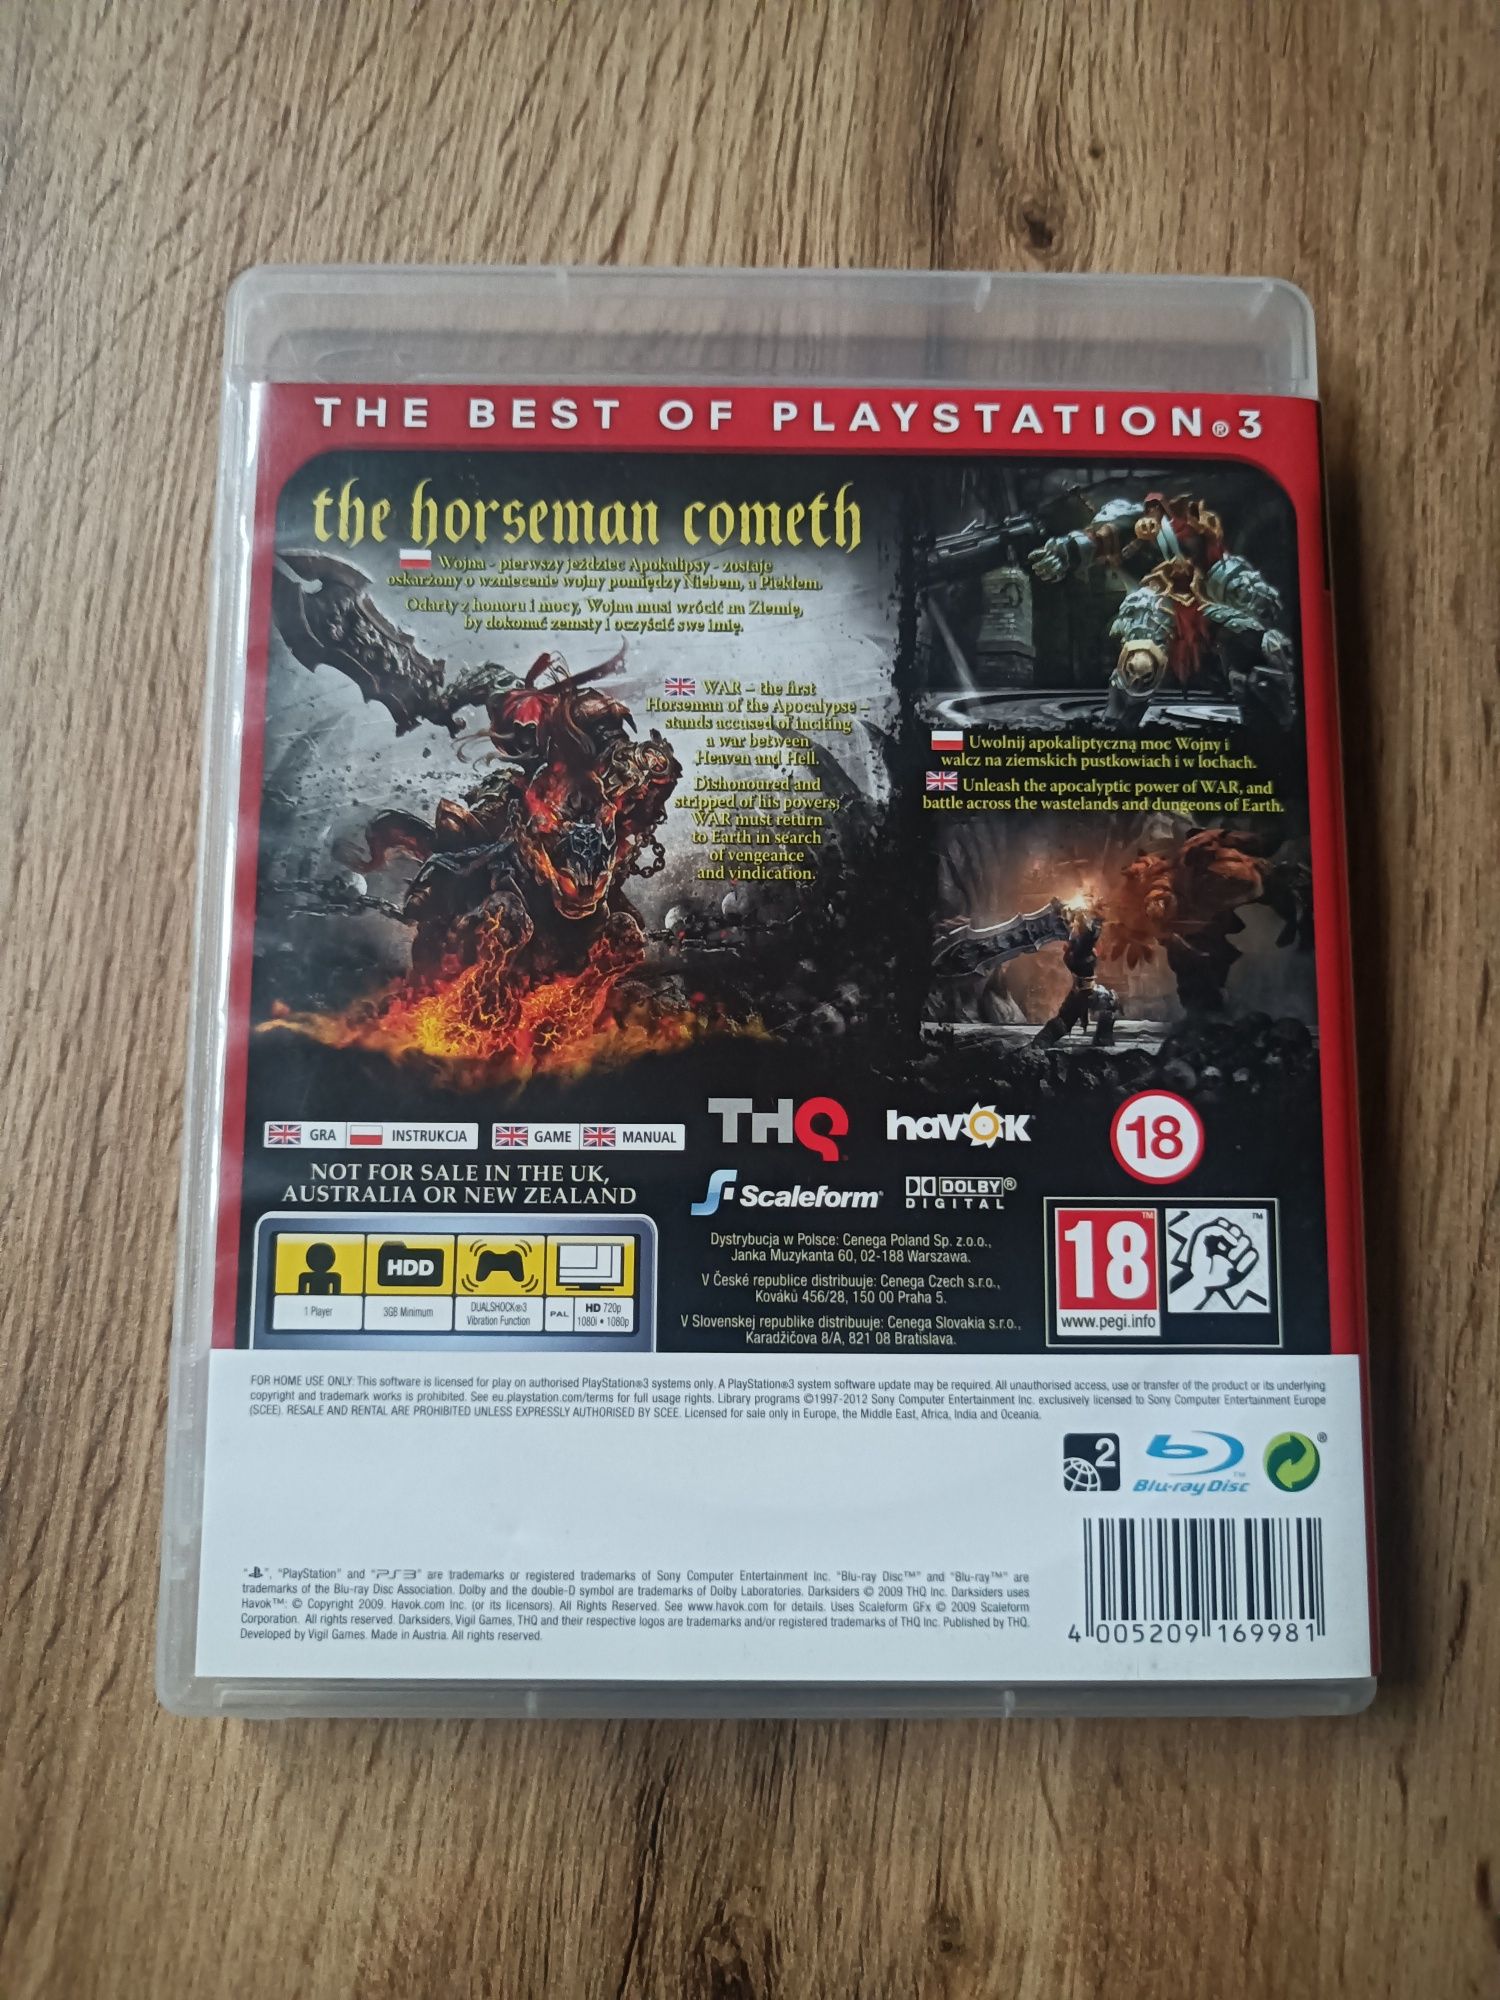 THE BEST OF PLAYSTATION®3
the horseman cometh
Wojna - pierwszy jeździec Apokalipsy - zostaje
oskarżony o wzniecenie wojny pomiędzy Niebem, a Piekłem.
Odarty z honoru i mocy, Wojna musi wrócić na Ziemię,
by dokonać zemsty i oczyścić swe imię.
WAR – the first
Horseman of the Apocalypse –
stands accused of inciting
a war between
Heaven and Hell.
Dishonoured and
stripped of his powers,
WAR must return
to Earth in search
of vengeance
and vindication.
Uwolnij apokaliptyczną moc Wojny i
walcz na ziemskich pustkowiach i w lochach.
Unleash the apocalyptic power of WAR, and
battle across the wastelands and dungeons of Earth.
GRA INSTRUKCJA GAME MANUAL
NOT FOR SALE IN THE UK,
AUSTRALIA OR NEW ZEALAND
HDD
1 Player
3GB Minimum
DUALSHOCK®3
Vibration Function
PAL
HD 720p
1080i • 1080p
THQ
havok
18
Scaleform
DOLBY®
DIGITAL
Dystrybucja w Polsce: Cenega Poland Sp. z.o.o.,
Janka Muzykanta 60, 02-188 Warszawa.
V České republice distribuuje: Cenega Czech s.r.o.,
Kováků 456/28, 150 00 Praha 5.
V Slovenskej republike distribuuje: Cenega Slovakia s.r.o.,
Karadžičova 8/A, 821 08 Bratislava.
18 ™
www.pegi.info
™
FOR HOME USE ONLY: This software is licensed for play on authorised PlayStation®3 systems only. A PlayStation®3 system software update may be required. All unauthorised access, use or transfer of the product or its underlying
copyright and trademark works is prohibited. See eu.playstation.com/terms for full usage rights. Library programs ©1997-2012 Sony Computer Entertainment Inc. exclusively licensed to Sony Computer Entertainment Europe
(SCEE). RESALE AND RENTAL ARE PROHIBITED UNLESS EXPRESSLY AUTHORISED BY SCEE. Licensed for sale only in Europe, the Middle East, Africa, India and Oceania.
2
Blu-ray Disc™
®
" ", "PlayStation" and "PS3" are trademarks or registered trademarks of Sony Computer Entertainment Inc. "Blu-ray Disc™" and "Blu-ray™" are
trademarks of the Blu-ray Disc Association. Dolby and the double-D symbol are trademarks of Dolby Laboratories. Darksiders © 2009 THQ Inc. Darksiders uses
Havok™: © Copyright 2009. Havok.com Inc. (or its licensors). All Rights Reserved. See www.havok.com for details. Uses Scaleform GFx © 2009 Scaleform
Corporation. All rights reserved. Darksiders, Vigil Games, THQ and their respective logos are trademarks and/or registered trademarks of THQ Inc. Published by THQ.
Developed by Vigil Games. Made in Austria. All rights reserved.
4 005209 169981